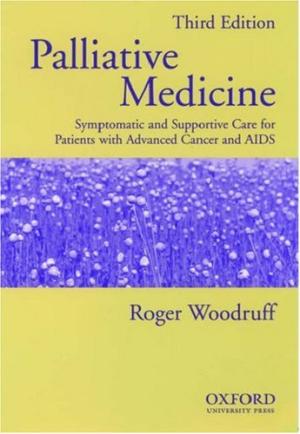 Third Edition
Palliative
Medicine
Symptomatic and Supportive Care for
Patients with Advanced Cancer and AIDS
Roger Woodruff
OXFORD
UNIVERSITY PRESS